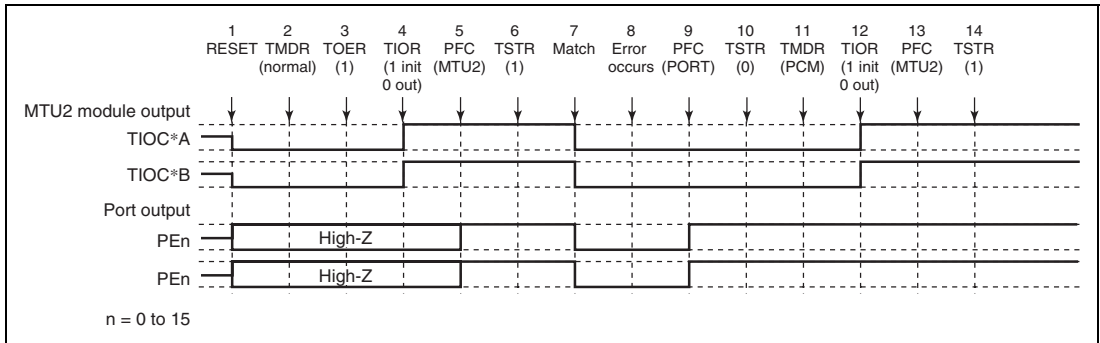 1 2 3 4 5 6 7 8 9 10 11 12 13 14
RESET TMDR TOER TIOR PFC TSTR Match Error PFC TSTR TMDR TIOR PFC TSTR
(normal) (1) (1 init (MTU2) (1) occurs (PORT) (0) (PCM) (1 init (MTU2) (1)
0 out) 0 out)
MTU2 module output
TIOC*A
TIOC*B
Port output
PEn High-Z
PEn High-Z
n = 0 to 15